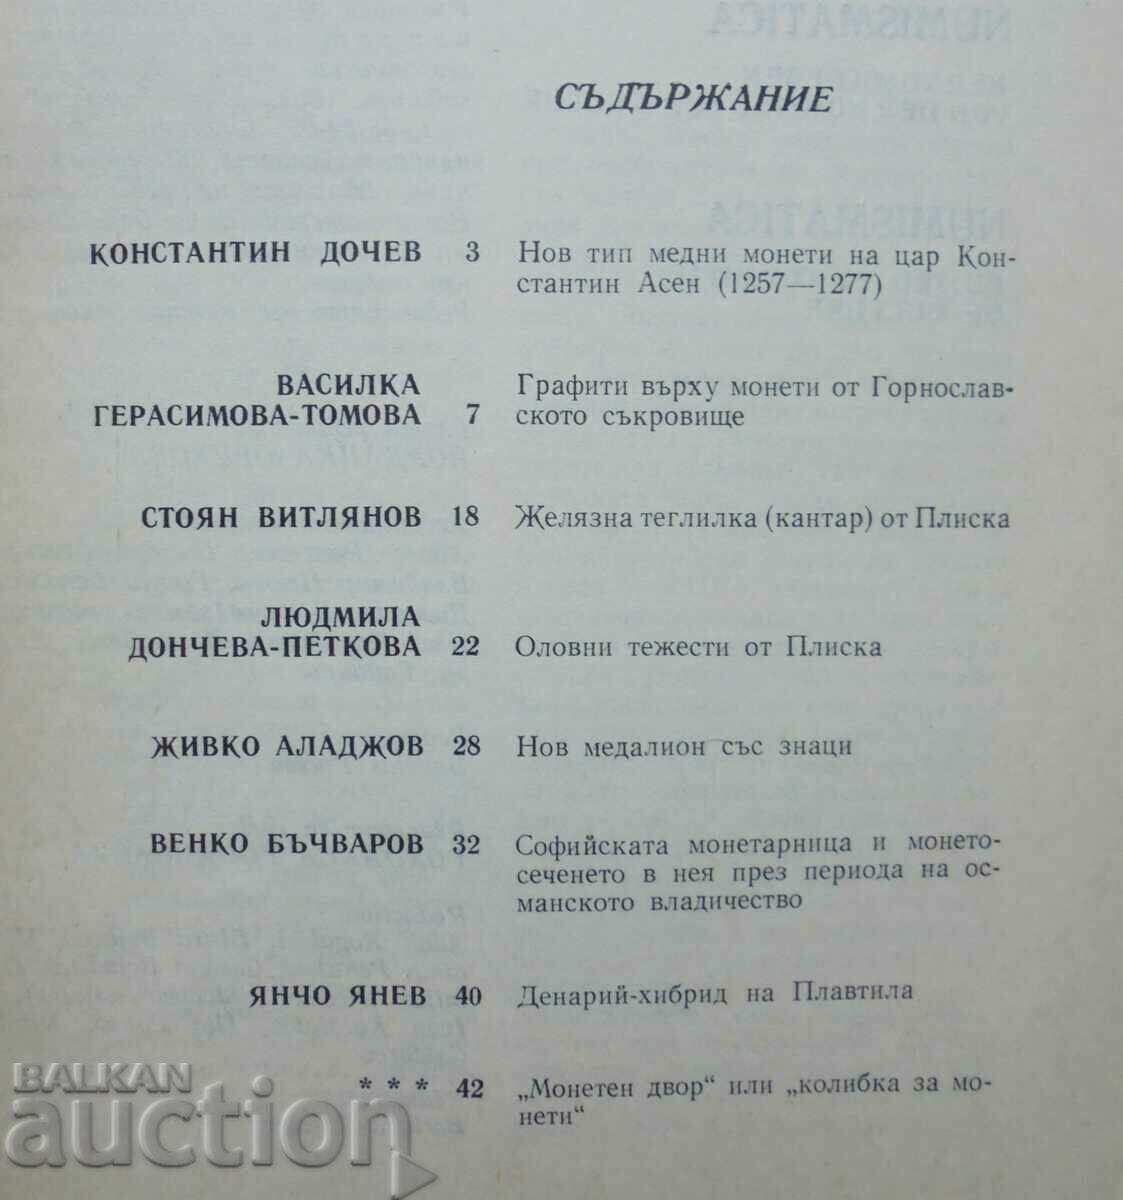 СЪДЪРЖАНИЕ
КОНСТАНТИН ДОЧЕВ 3 Нов тип медни монети на цар Кон-
стантин Асен (1257—1277)
ВАСИЛКА
ГЕРАСИМОВА-ТОМОВА 7 Графити върху монети от Горнослав-
ското съкровище
СТОЯН ВИТЛЯНОВ 18 Желязна теглилка (кантар) от Плиска
ЛЮДМИЛА
ДОНЧЕВА-ПЕТКОВА 22 Оловни тежести от Плиска
ЖИВКО АЛАДЖОВ 28 Нов медалион със знаци
ВЕНКО БЪЧВАРОВ 32 Софийската монетарница и монето-
сеченето в нея през периода на ос-
манското владичество
ЯНЧО ЯНЕВ 40 Денарий-хибрид на Плавтила
* * * 42 „Монетен двор“ или „колибка за мо-
нети“
BALKAN
auction
NUMISMATICA
NUMISMATICA